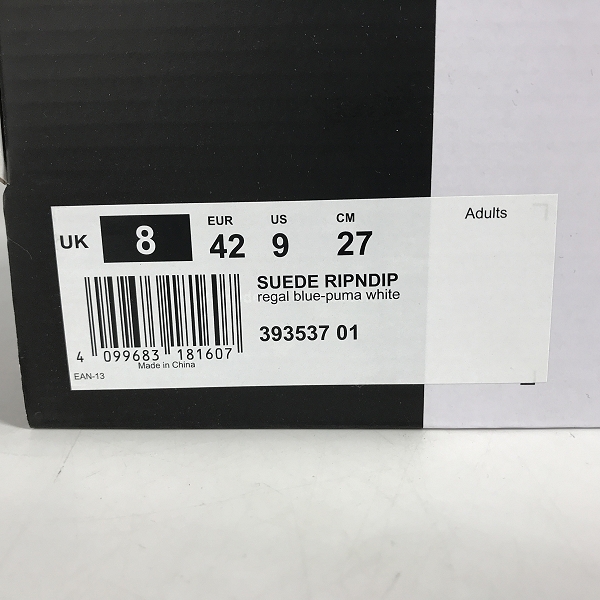 EUR US CM Adults
UK 8 42 9 27
SUEDE RIPNDIP
regal blue-puma white
393537 01
4 099683 181607
Made in China
EAN-13